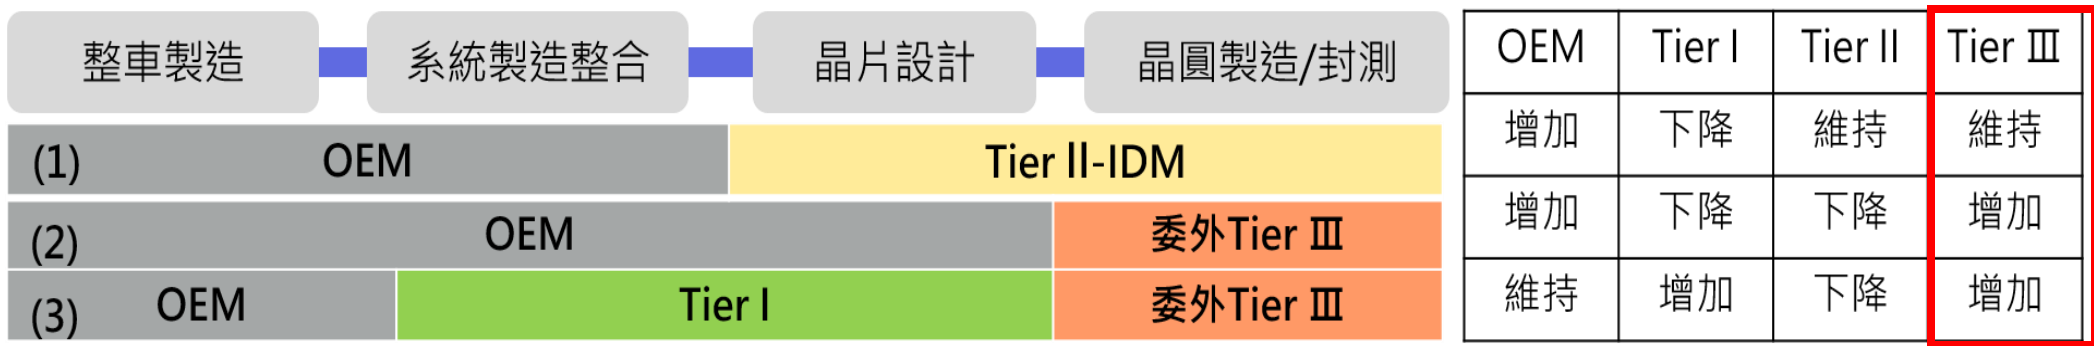 整車製造 系統製造整合 晶片設計 晶圓製造/封測
(1) OEM Tier II-IDM
(2) OEM 委外Tier Ⅲ
(3) OEM Tier I 委外Tier Ⅲ
OEM Tier I Tier II Tier Ⅲ
增加 下降 維持 維持
增加 下降 下降 增加
維持 增加 下降 增加